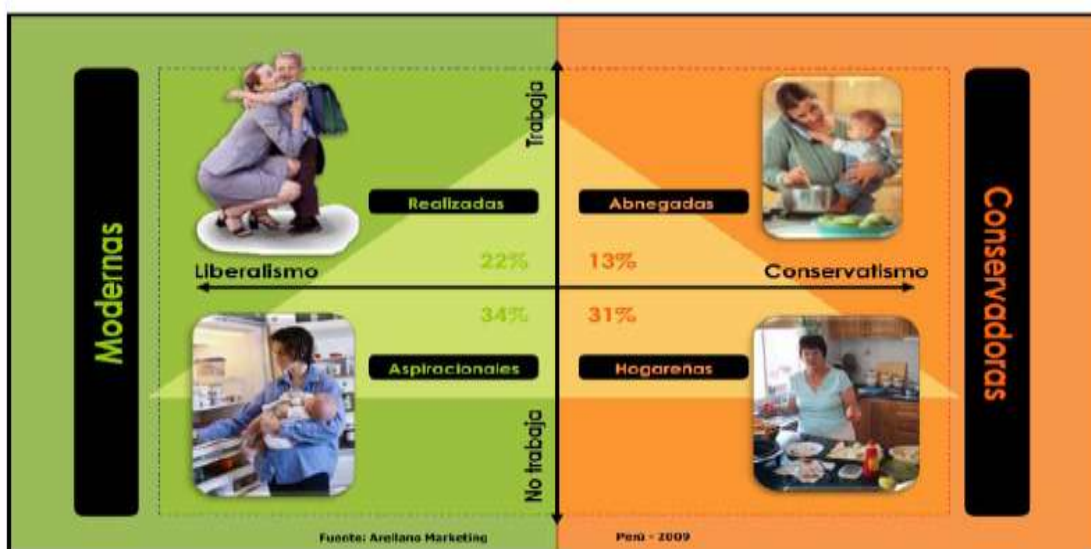 Modernas
Trabaja
Realizadas
Abnegadas
22%
13%
Liberalismo
Conservatismo
34%
31%
Aspiracionales
Hogareñas
No trabaja
Conservadoras
Fuente: Arellano Marketing
Perú - 2009